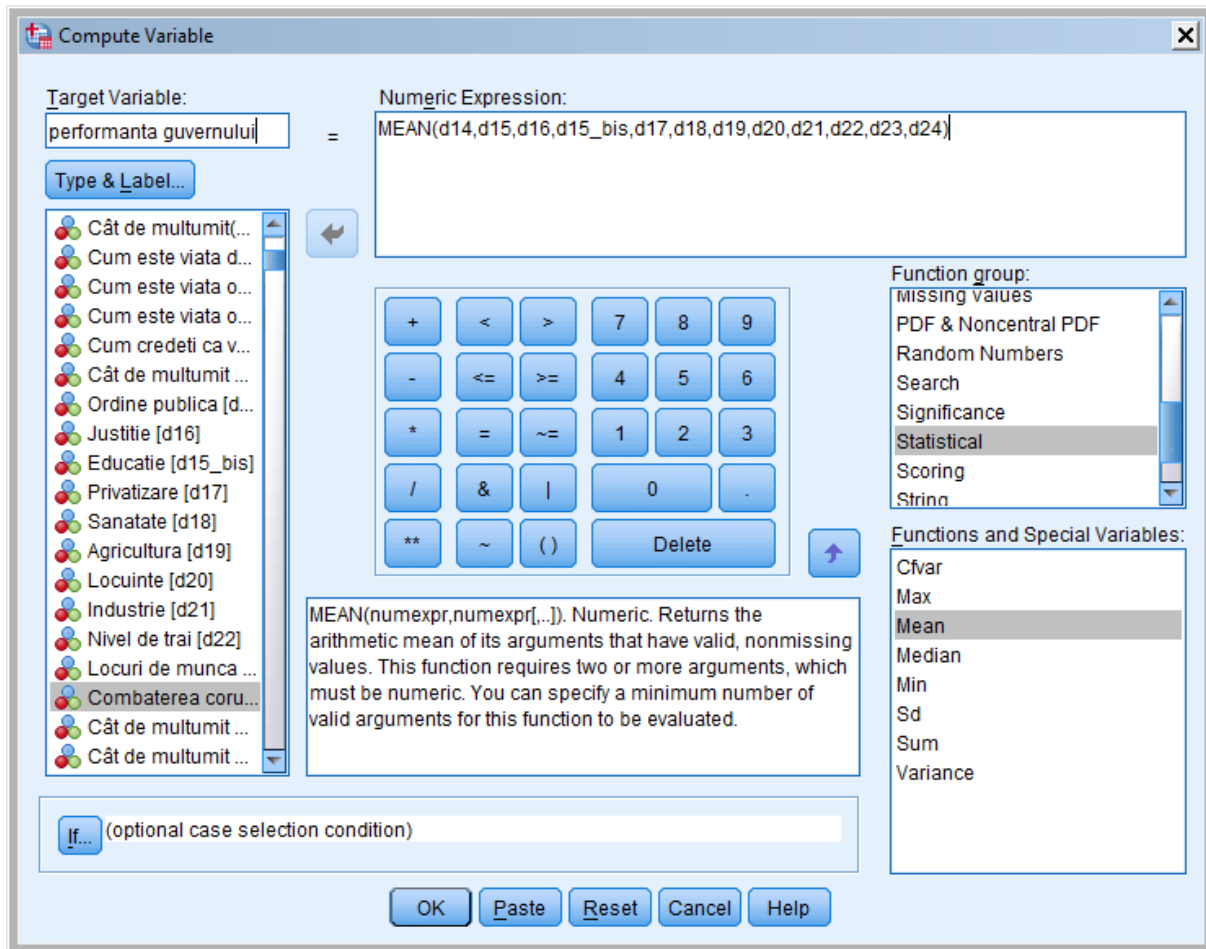 Compute Variable
Target Variable:
performanta guvernului
=
Numeric Expression:
MEAN(d14,d15,d16,d15_bis,d17,d18,d19,d20,d21,d22,d23,d24)
Type & Label...
Cât de multumit(...
Cum este viata d...
Cum este viata o...
Cum este viata o...
Cum credeti ca v...
Cât de multumit ...
Ordine publica [d...
Justitie [d16]
Educatie [d15_bis]
Privatizare [d17]
Sanatate [d18]
Agricultura [d19]
Locuinte [d20]
Industrie [d21]
Nivel de trai [d22]
Locuri de munca ...
Combaterea coru...
Cât de multumit ...
Cât de multumit ...
+ < > 7 8 9
- <= >= 4 5 6
* = ~= 1 2 3
/ & | 0 .
** ~ ( ) Delete
MEAN(numexpr,numexpr[,..]). Numeric. Returns the
arithmetic mean of its arguments that have valid, nonmissing
values. This function requires two or more arguments, which
must be numeric. You can specify a minimum number of
valid arguments for this function to be evaluated.
Function group:
Missing Values
PDF & Noncentral PDF
Random Numbers
Search
Significance
Statistical
Scoring
String
Functions and Special Variables:
Cfvar
Max
Mean
Median
Min
Sd
Sum
Variance
If... (optional case selection condition)
OK Paste Reset Cancel Help